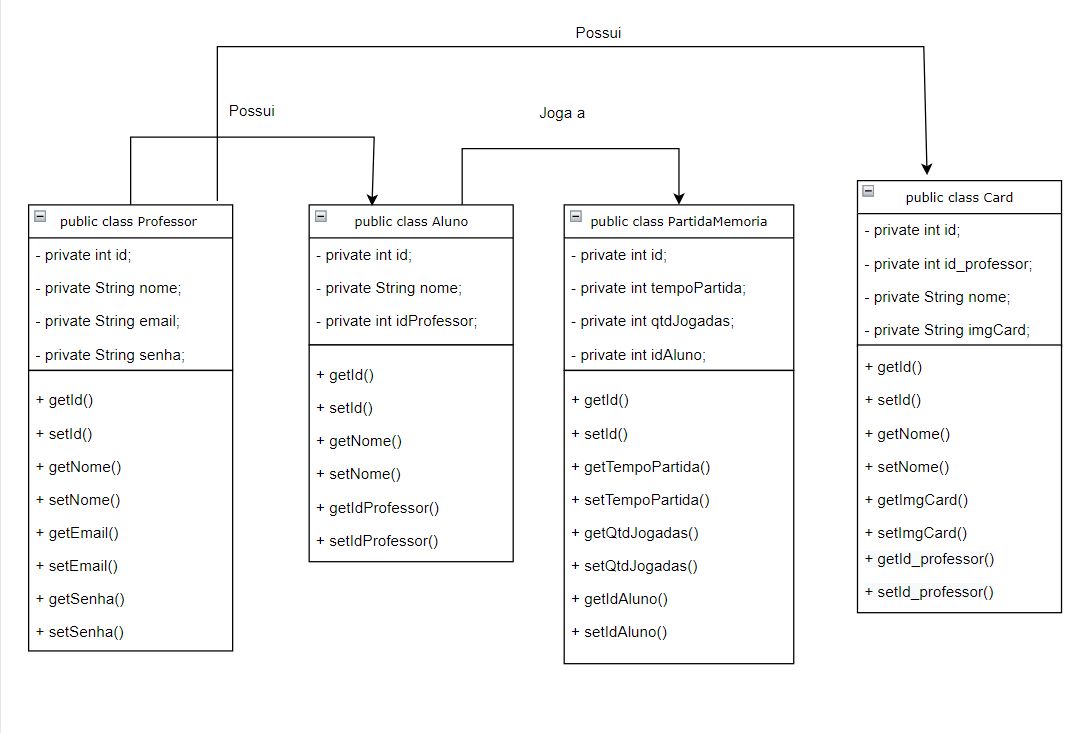 Possui
Possui
Joga a
public class Professor
- private int id;
- private String nome;
- private String email;
- private String senha;
+ getId()
+ setId()
+ getNome()
+ setNome()
+ getEmail()
+ setEmail()
+ getSenha()
+ setSenha()
public class Aluno
- private int id;
- private String nome;
- private int idProfessor;
+ getId()
+ setId()
+ getNome()
+ setNome()
+ getIdProfessor()
+ setIdProfessor()
public class PartidaMemoria
- private int id;
- private int tempoPartida;
- private int qtdJogadas;
- private int idAluno;
+ getId()
+ setId()
+ getTempoPartida()
+ setTempoPartida()
+ getQtdJogadas()
+ setQtdJogadas()
+ getIdAluno()
+ setIdAluno()
public class Card
- private int id;
- private int id_professor;
- private String nome;
- private String imgCard;
+ getId()
+ setId()
+ getNome()
+ setNome()
+ getImgCard()
+ setImgCard()
+ getId_professor()
+ setId_professor()